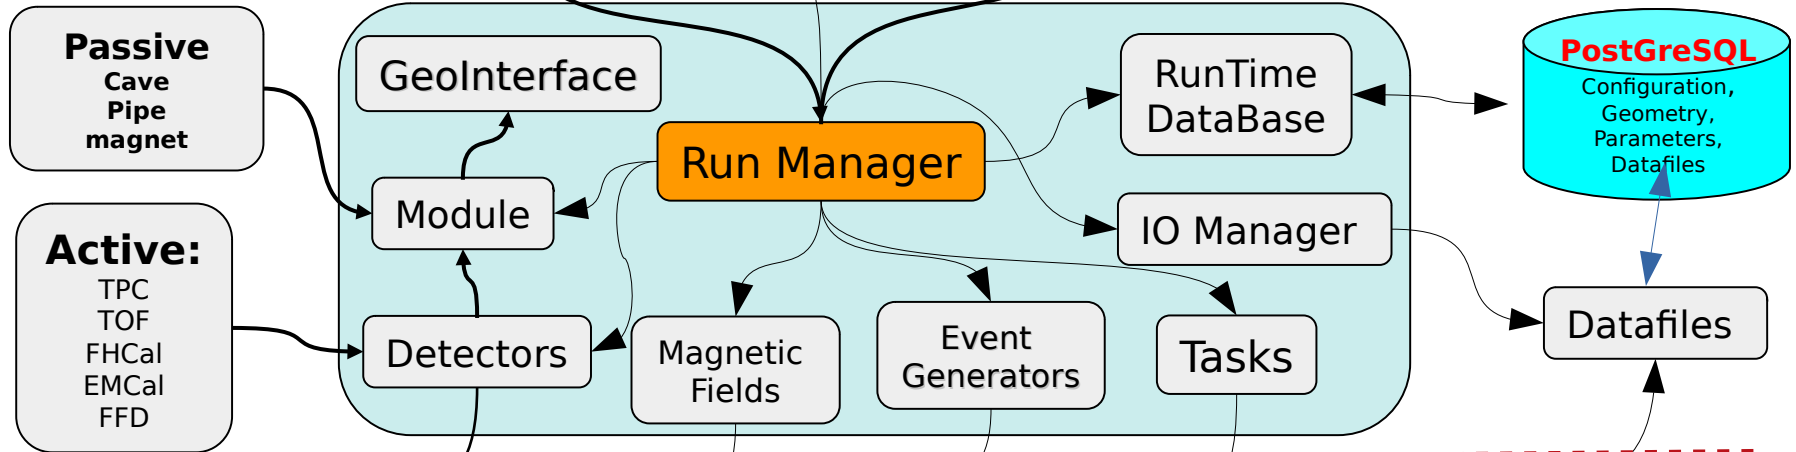 Passive
Cave
Pipe
magnet
Active:
TPC
TOF
FHCal
EMCal
FFD
GeoInterface
Module
Detectors
Run Manager
Magnetic
Fields
Event
Generators
Tasks
RunTime
DataBase
IO Manager
PostGreSQL
Configuration,
Geometry,
Parameters,
Datafiles
Datafiles